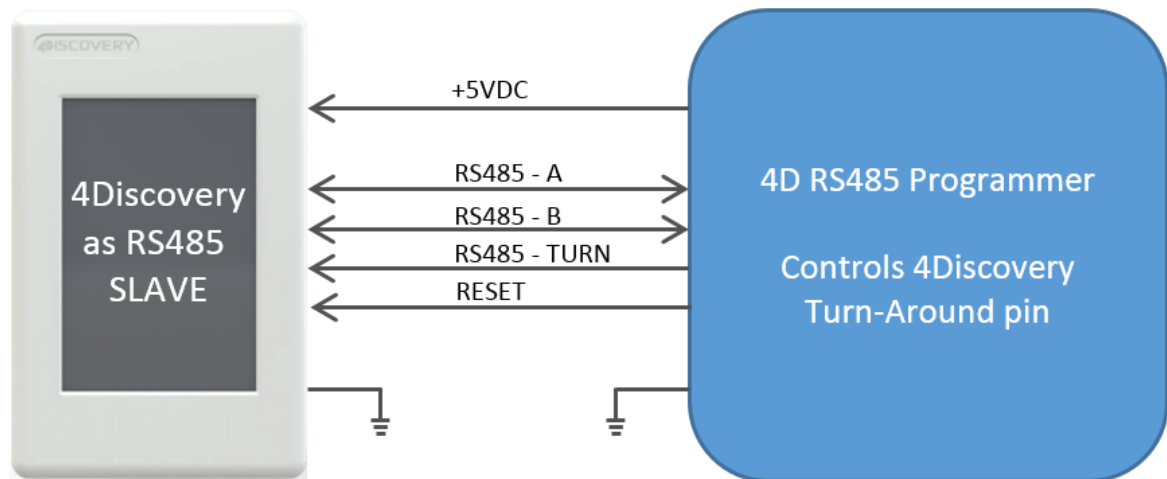 4DISCOVERY
4Discovery
as RS485
SLAVE
+5VDC
RS485 - A
RS485 - B
RS485 - TURN
RESET
4D RS485 Programmer
Controls 4Discovery
Turn-Around pin